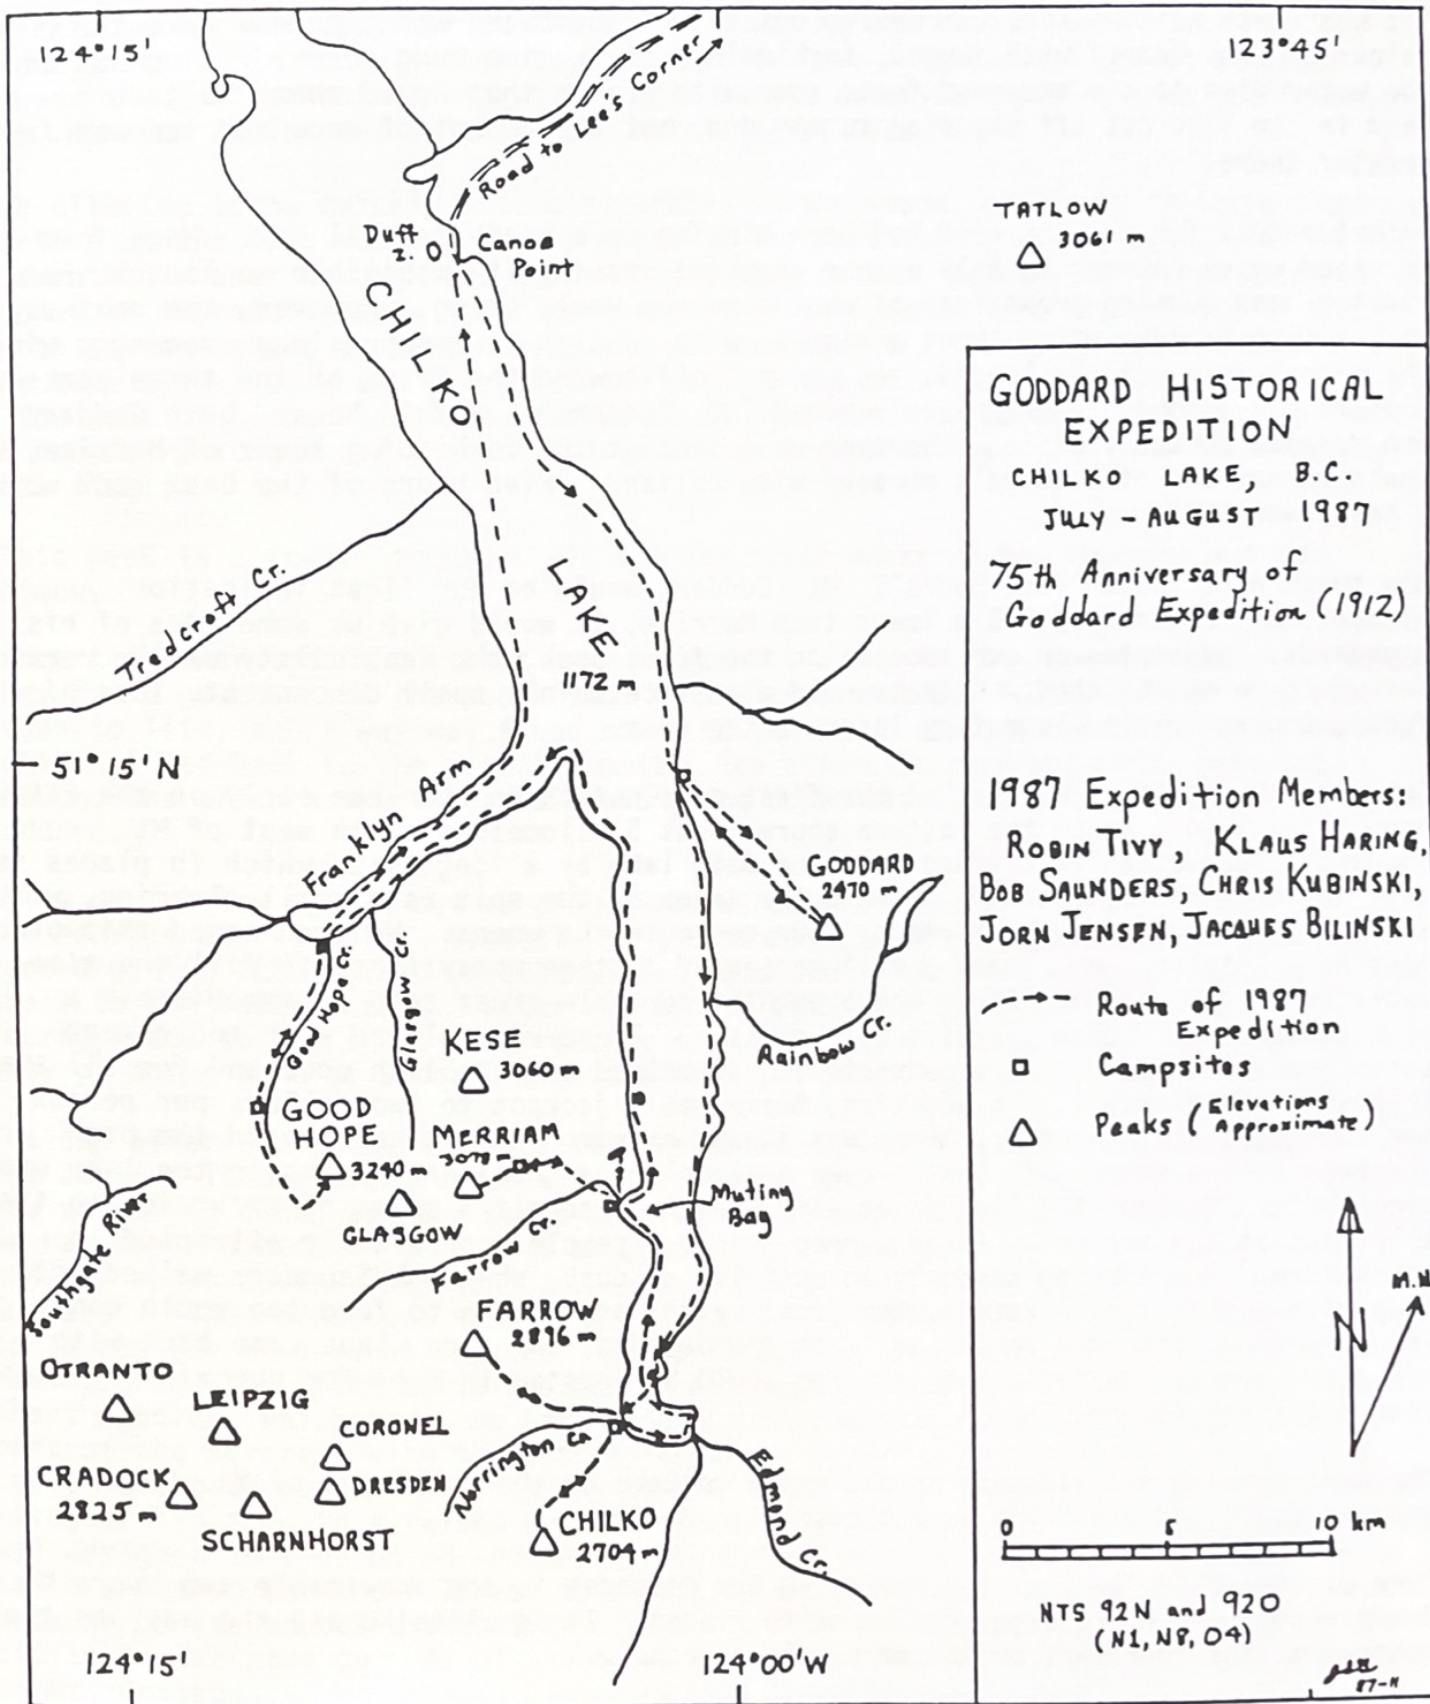 124°15'
123°45'
Road to Lee's Corner
TATLOW
3061 m
Duff
I.
Canoe
Point
CHILKO
LAKE
1172 m
GODDARD HISTORICAL
EXPEDITION
CHILKO LAKE, B.C.
JULY - AUGUST 1987
75th Anniversary of
Goddard Expedition (1912)
Tredcroft Cr.
51°15'N
Franklyn Arm
GODDARD
2470 m
1987 Expedition Members:
ROBIN TIVY, KLAUS HARING,
BOB SAUNDERS, CHRIS KUBINSKI,
JORN JENSEN, JACQUES BILINSKI
Route of 1987
Expedition
Campsites
Peaks (Elevations
Approximate)
Good Hope Cr.
Glasgow Cr.
Rainbow Cr.
KESE
3060 m
GOOD
HOPE
3240 m
MERRIAM
GLASGOW
Mutiny
Bay
Farrow Cr.
Southgate River
FARROW
2896 m
M.N.
N
OTRANTO
LEIPZIG
CORONEL
CRADOCK
2825 m
DRESDEN
SCHARNHORST
Norrington Cr
Edmond Cr.
CHILKO
2704 m
0 5 10 km
NTS 92N and 92O
(N1, N8, O4)
87-11
124°15'
124°00'W